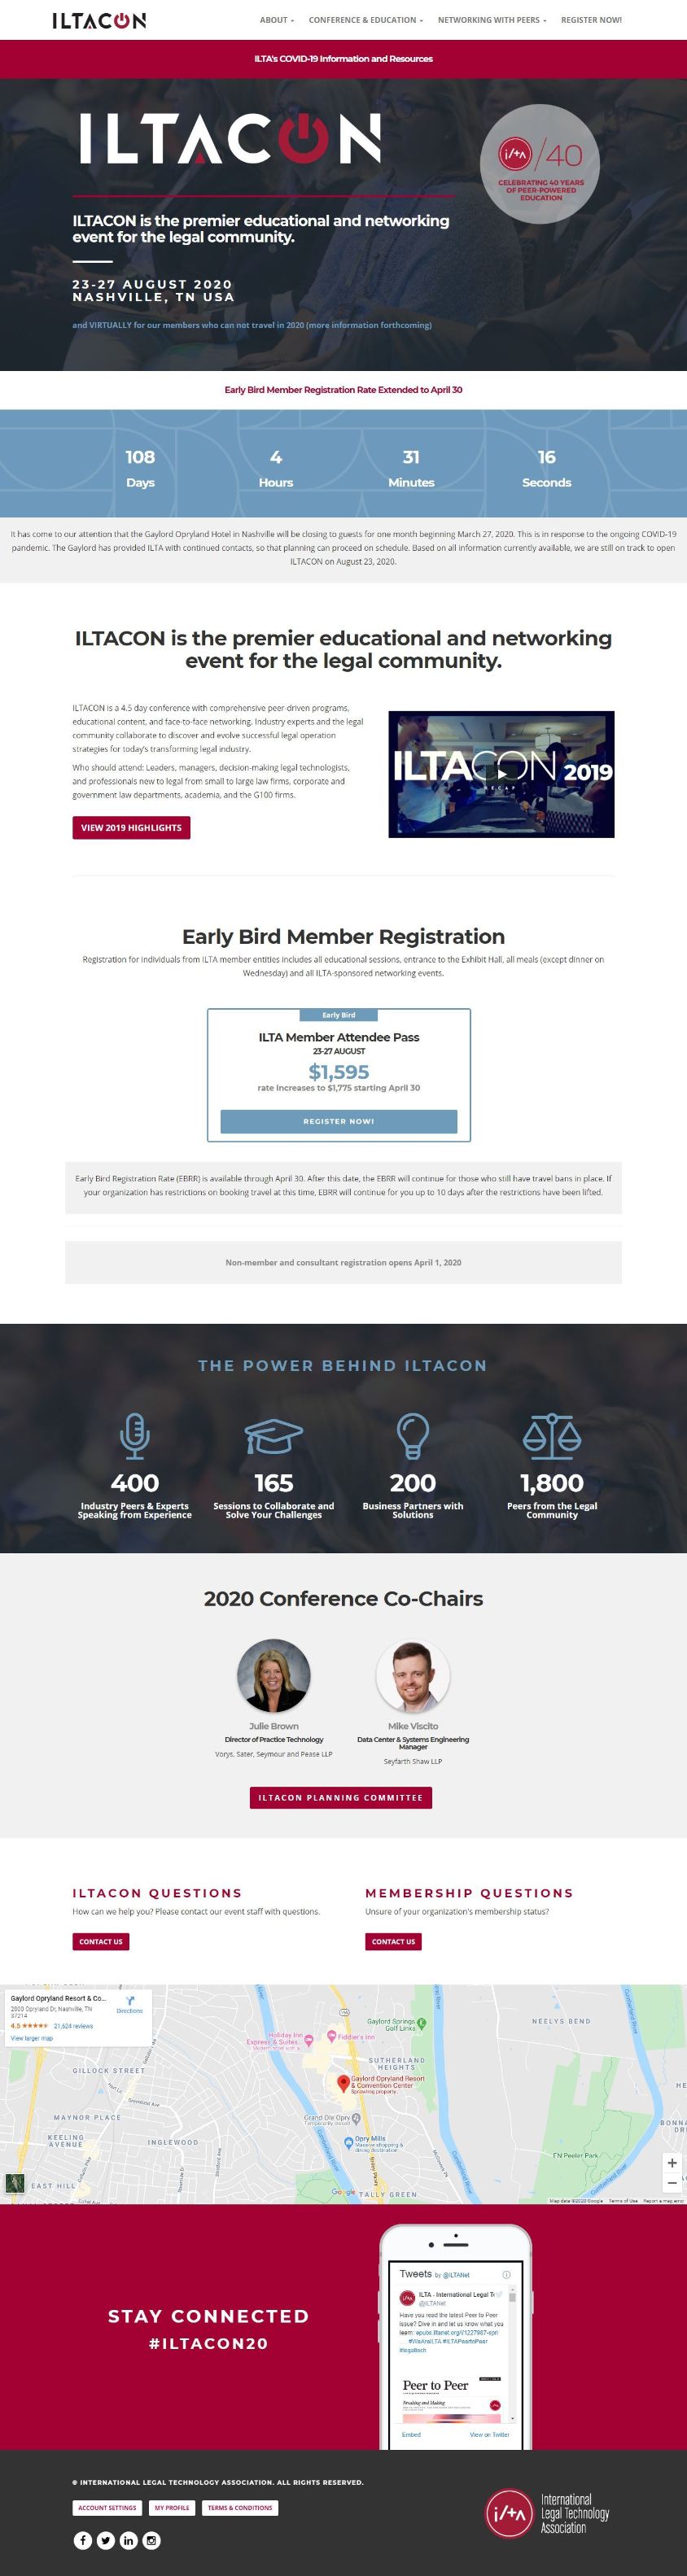 ILTACON
ABOUT
CONFERENCE & EDUCATION
NETWORKING WITH PEERS
REGISTER NOW!
ILTA's COVID-19 Information and Resources
ILTACON
i/+A /40
CELEBRATING 40 YEARS
OF PEER-POWERED
EDUCATION
ILTACON is the premier educational and networking
event for the legal community.
23-27 AUGUST 2020
NASHVILLE, TN USA
and VIRTUALLY for our members who can not travel in 2020 (more information forthcoming)
Early Bird Member Registration Rate Extended to April 30
108 4 31 16
Days Hours Minutes Seconds
It has come to our attention that the Gaylord Opryland Hotel in Nashville will be closing to guests for one month beginning March 27, 2020. This is in response to the ongoing COVID-19
pandemic. The Gaylord has provided ILTA with continued contacts, so that planning can proceed on schedule. Based on all information currently available, we are still on track to open
ILTACON on August 23, 2020.
ILTACON is the premier educational and networking
event for the legal community.
ILTACON is a 4.5 day conference with comprehensive peer-driven programs,
educational content, and face-to-face networking. Industry experts and the legal
community collaborate to discover and evolve successful legal operation
strategies for today's transforming legal industry.
Who should attend: Leaders, managers, decision-making legal technologists,
and professionals new to legal from small to large law firms, corporate and
government law departments, academia, and the G100 firms.
VIEW 2019 HIGHLIGHTS
ILTACON 2019
RECAP
Early Bird Member Registration
Registration for individuals from ILTA member entities includes all educational sessions, entrance to the Exhibit Hall, all meals (except dinner on
Wednesday) and all ILTA-sponsored networking events.
Early Bird
ILTA Member Attendee Pass
23-27 AUGUST
$1,595
rate increases to $1,775 starting April 30
REGISTER NOW!
Early Bird Registration Rate (EBRR) is available through April 30. After this date, the EBRR will continue for those who still have travel bans in place. If
your organization has restrictions on booking travel at this time, EBRR will continue for you up to 10 days after the restrictions have been lifted.
Non-member and consultant registration opens April 1, 2020
THE POWER BEHIND ILTACON
400
Industry Peers & Experts
Speaking from Experience
165
Sessions to Collaborate and
Solve Your Challenges
200
Business Partners with
Solutions
1,800
Peers from the Legal
Community
2020 Conference Co-Chairs
Julie Brown
Director of Practice Technology
Vorys, Sater, Seymour and Pease LLP
Mike Viscito
Data Center & Systems Engineering
Manager
Seyfarth Shaw LLP
ILTACON PLANNING COMMITTEE
ILTACON QUESTIONS
How can we help you? Please contact our event staff with questions.
CONTACT US
MEMBERSHIP QUESTIONS
Unsure of your organization's membership status?
CONTACT US
Gaylord Opryland Resort & Co...
2800 Opryland Dr, Nashville, TN
37214
4.5 21,624 reviews
View larger map
Directions
Holiday Inn
Express & Suites...
Fiddler's Inn
Gaylord Springs
Golf Links
NEELYS BEND
SUTHERLAND
HEIGHTS
GILLOCK STREET
Gaylord Opryland Resort
& Convention Center
Sprawling property,
MAYNOR PLACE
Grand Ole Opry
Temporarily closed
KEELING
AVENUE
INGLEWOOD
Opry Mills
Massive shopping &
dining destination
FN Peeler Park
EAST HILL
Google
TALLY GREEN
Map data ©2020 Google Terms of Use Report a map error
STAY CONNECTED
#ILTACON20
Tweets by @ILTANet
ILTA - International Legal Te
@ILTANet
Have you read the latest Peer to Peer
issue? Dive in and let us know what you
learn: epubs.iltanet.org/i/1227987-spri
... #WeAreILTA #ILTAPeertoPeer
#legaltech
Peer to Peer
Breaking and Making
Embed View on Twitter
© INTERNATIONAL LEGAL TECHNOLOGY ASSOCIATION. ALL RIGHTS RESERVED.
ACCOUNT SETTINGS
MY PROFILE
TERMS & CONDITIONS
i/+A
International
Legal Technology
Association